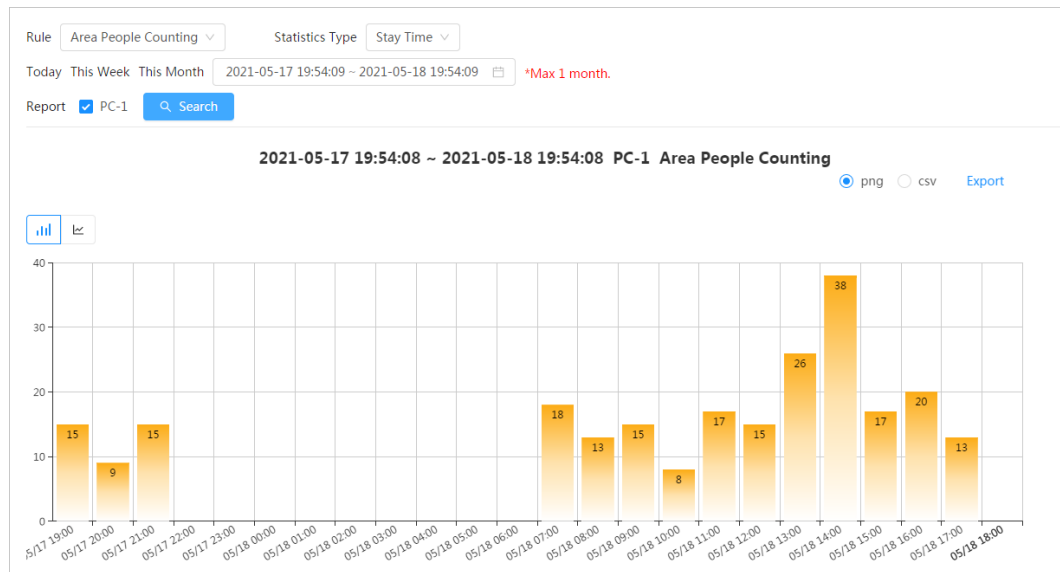 Rule Area People Counting Statistics Type Stay Time
Today This Week This Month 2021-05-17 19:54:09 ~ 2021-05-18 19:54:09 *Max 1 month.
Report PC-1 Search
2021-05-17 19:54:08 ~ 2021-05-18 19:54:08 PC-1 Area People Counting
png csv Export
40
30
20
10
0
15 9 15 18 13 15 8 17 15 26 38 17 20 13
5/17 19:00 05/17 20:00 05/17 21:00 05/17 22:00 05/17 23:00 05/18 00:00 05/18 01:00 05/18 02:00 05/18 03:00 05/18 04:00 05/18 05:00 05/18 06:00 05/18 07:00 05/18 08:00 05/18 09:00 05/18 10:00 05/18 11:00 05/18 12:00 05/18 13:00 05/18 14:00 05/18 15:00 05/18 16:00 05/18 17:00 05/18 18:00